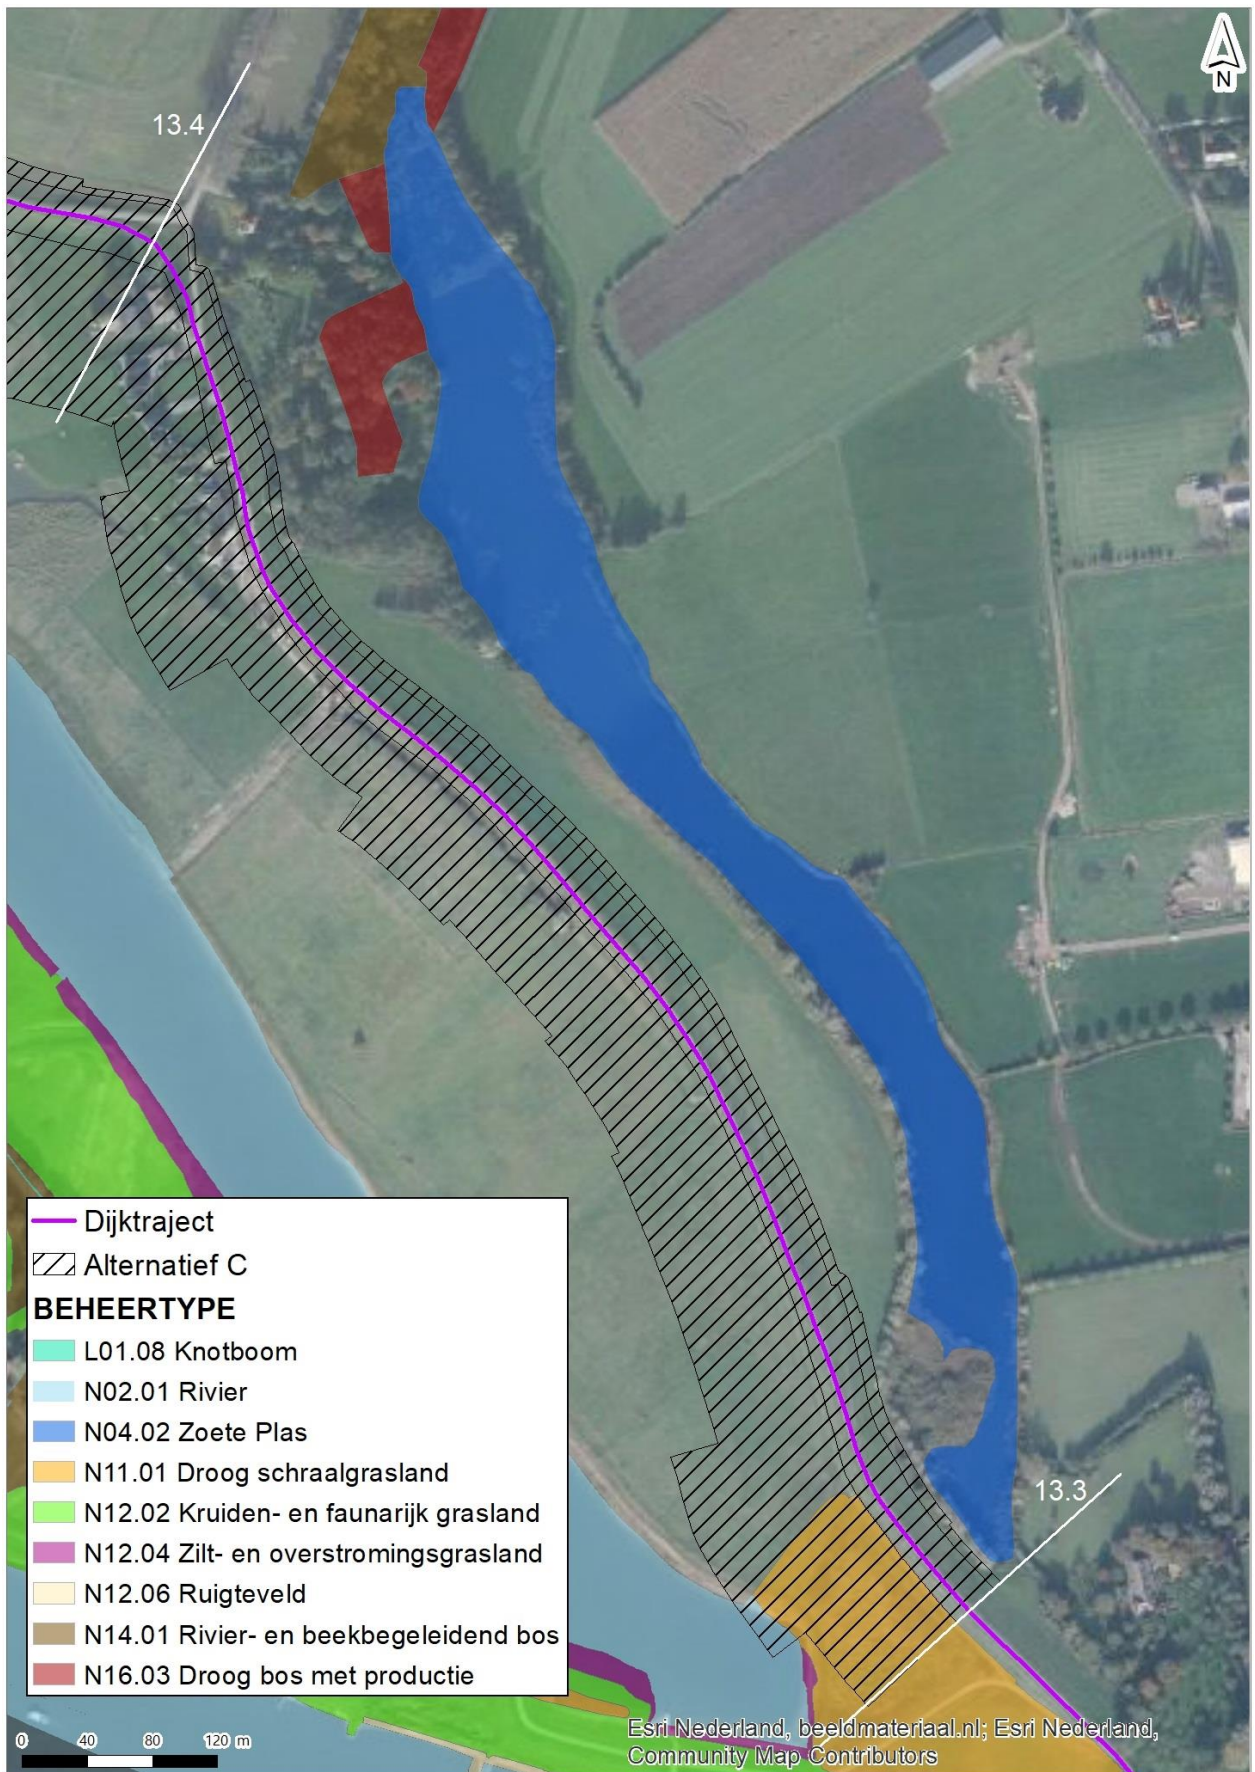 N
13.4
13.3
Dijktraject
Alternatief C
BEHEERTYPE
L01.08 Knotboom
N02.01 Rivier
N04.02 Zoete Plas
N11.01 Droog schraalgrasland
N12.02 Kruiden- en faunarijk grasland
N12.04 Zilt- en overstromingsgrasland
N12.06 Ruigteveld
N14.01 Rivier- en beekbegeleidend bos
N16.03 Droog bos met productie
0 40 80 120 m
Esri Nederland, beeldmateriaal.nl; Esri Nederland,
Community Map Contributors